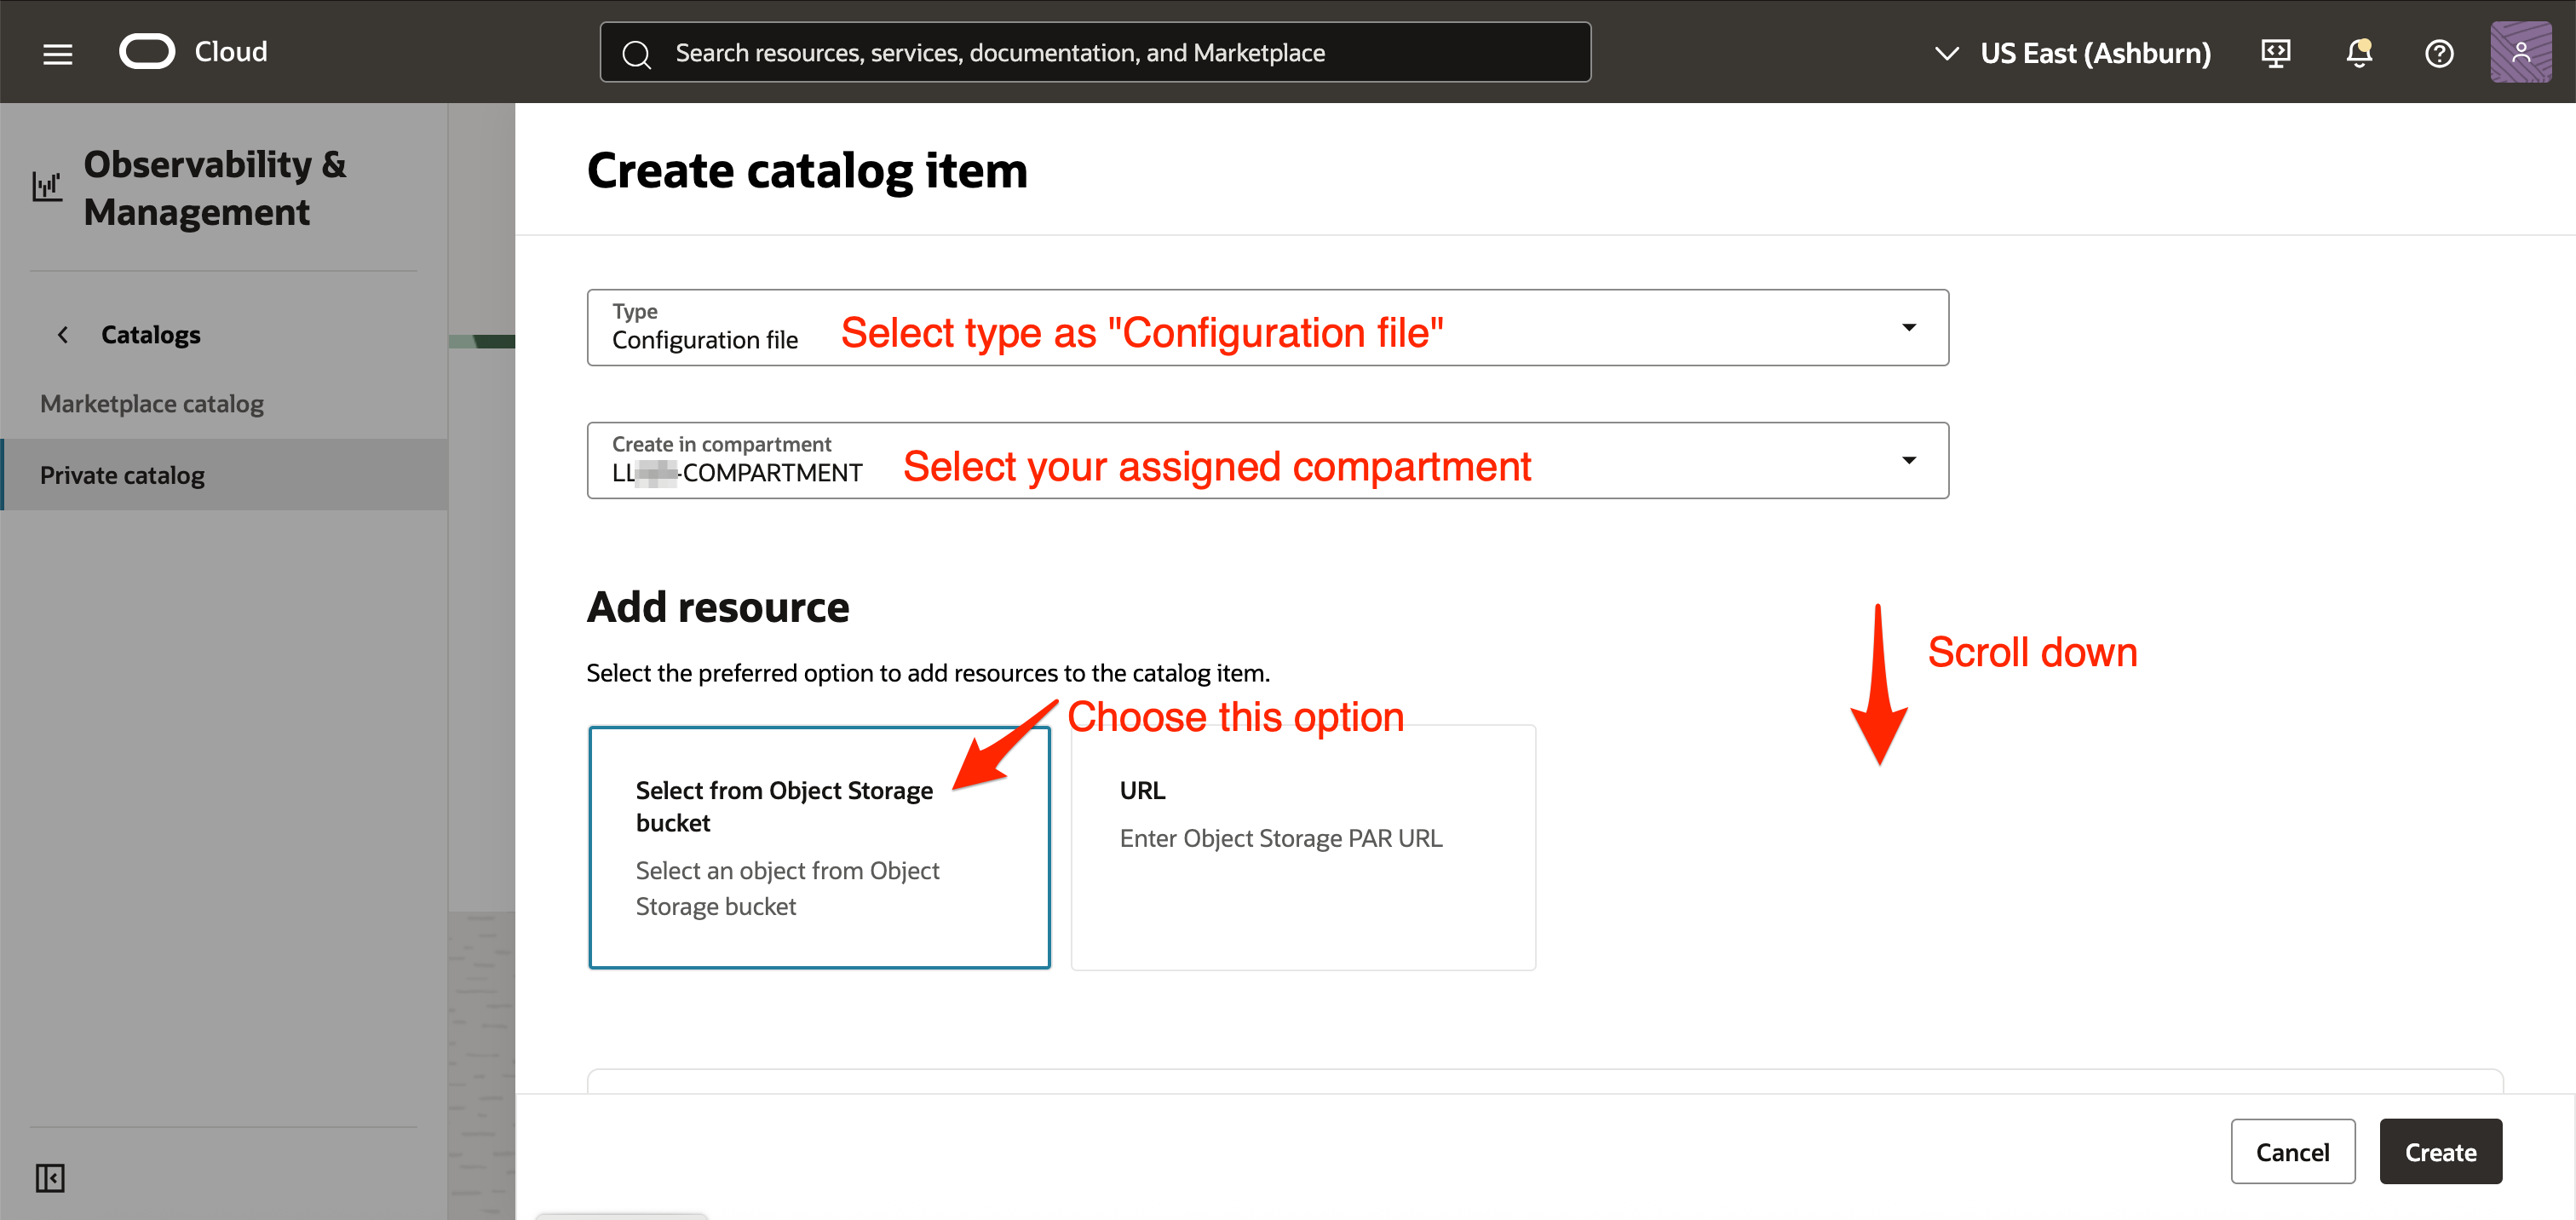 Cloud
Search resources, services, documentation, and Marketplace
US East (Ashburn)
Observability &
Management
Catalogs
Marketplace catalog
Private catalog
Create catalog item
Type
Configuration file
Select type as "Configuration file"
Create in compartment
LL -COMPARTMENT
Select your assigned compartment
Add resource
Scroll down
Select the preferred option to add resources to the catalog item.
Choose this option
Select from Object Storage
bucket
Select an object from Object
Storage bucket
URL
Enter Object Storage PAR URL
Cancel
Create